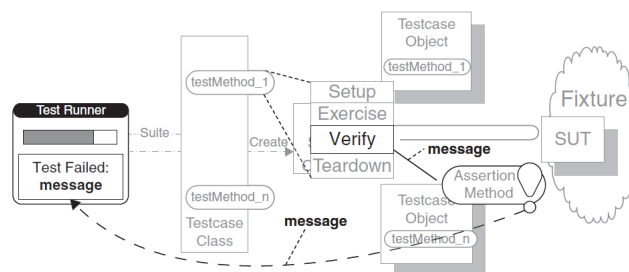 Test Runner
Test Failed:
message
Suite
testMethod_1
testMethod_n
Testcase
Class
Create
Setup
Exercise
Verify
Teardown
Testcase
Object
testMethod_1
message
Assertion
Method
Testcase
Object
testMethod_n
Fixture
SUT
message